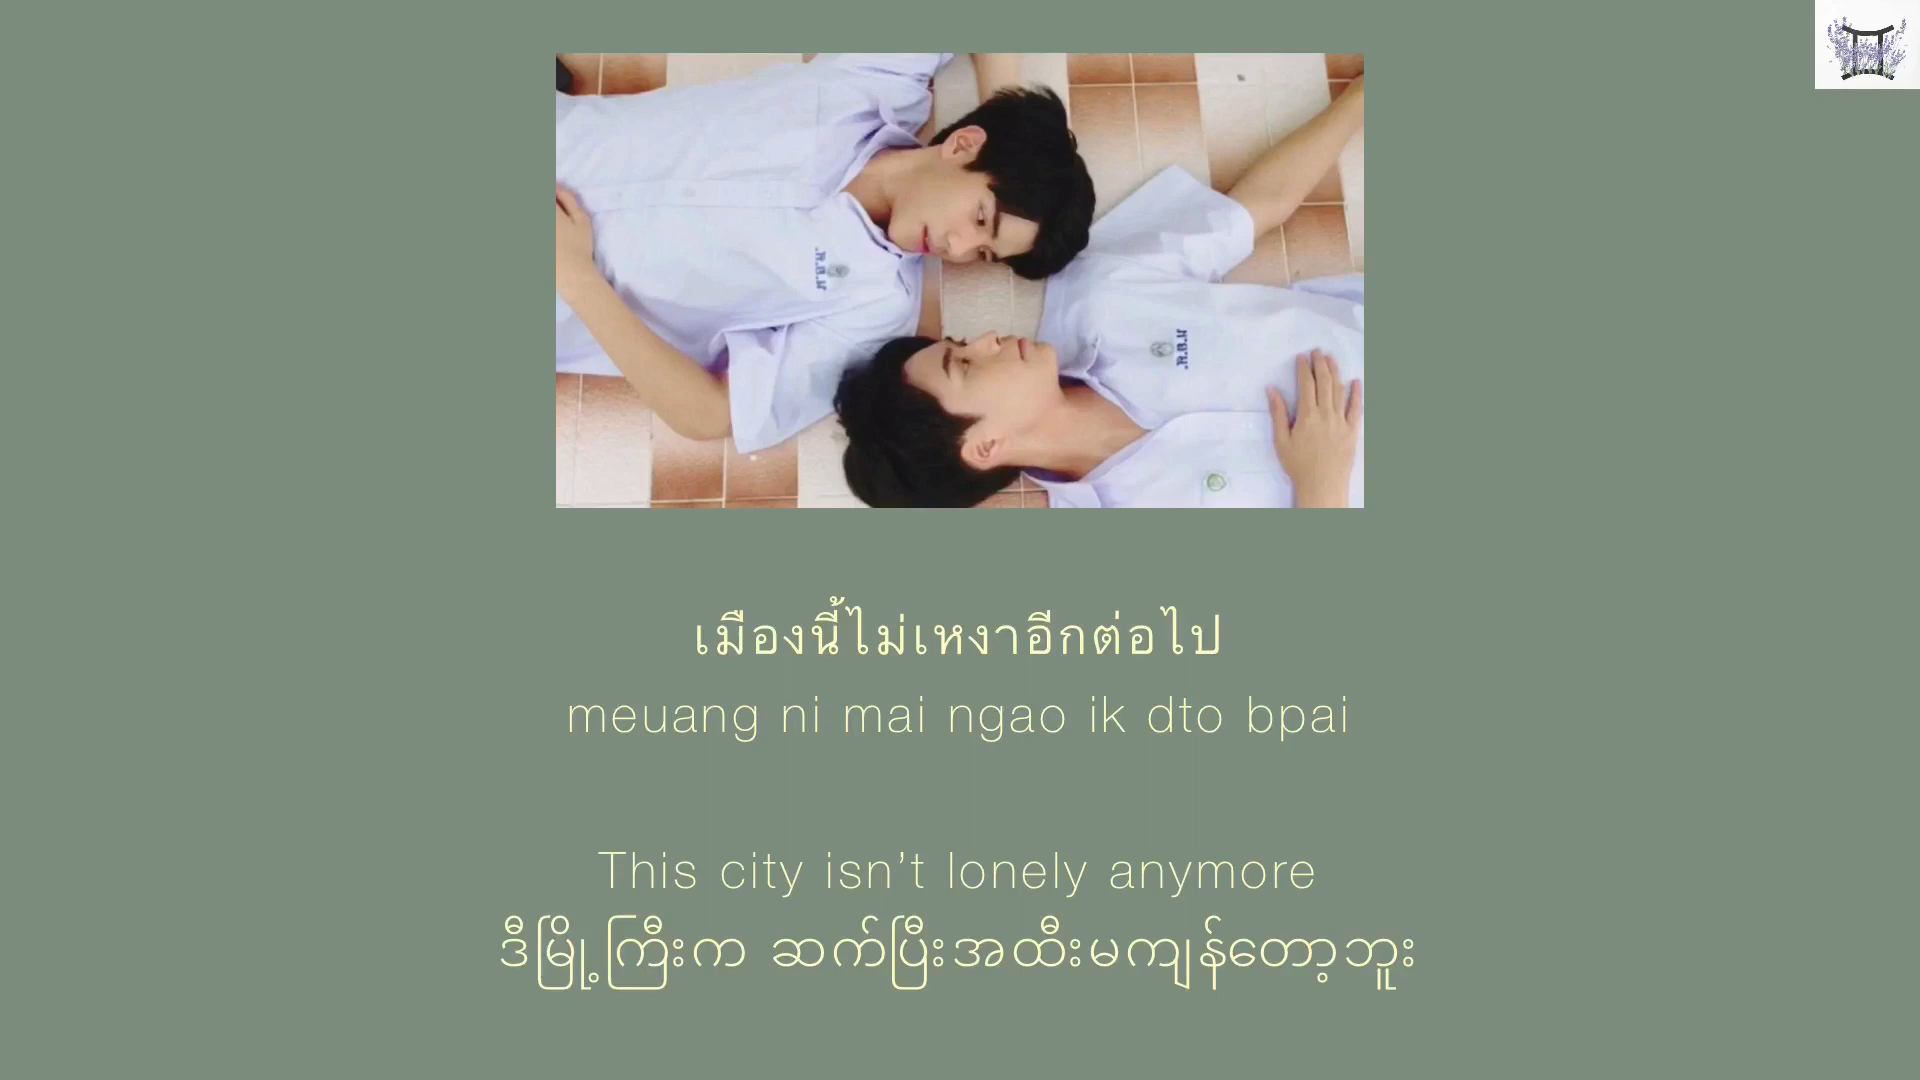 เมืองนี้ไม่เหงาอีกต่อไป
meuang ni mai ngao ik dto bpai
This city isn't lonely anymore
ဒီမြို့ကြီးက ဆက်ပြီးအထီးမကျန်တော့ဘူး